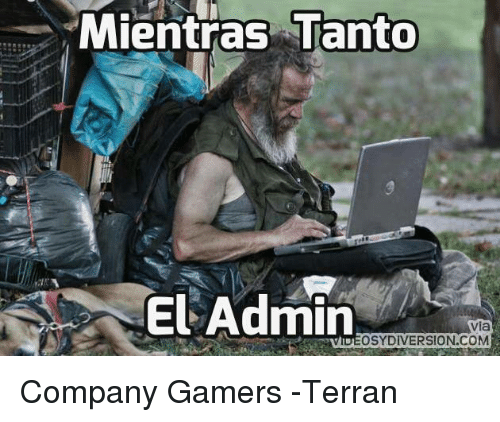 Mientras Tanto
El Admin
via
VIDEOSYDIVERSION.COM
Company Gamers -Terran